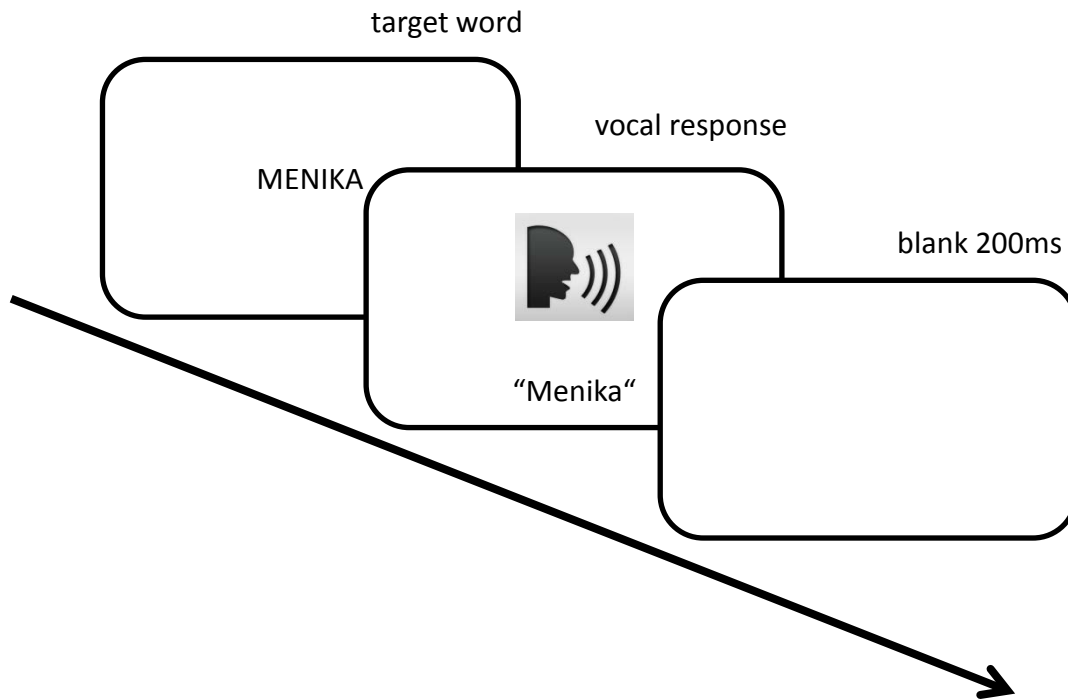 target word
MENIKA
vocal response
“Menika“
blank 200ms